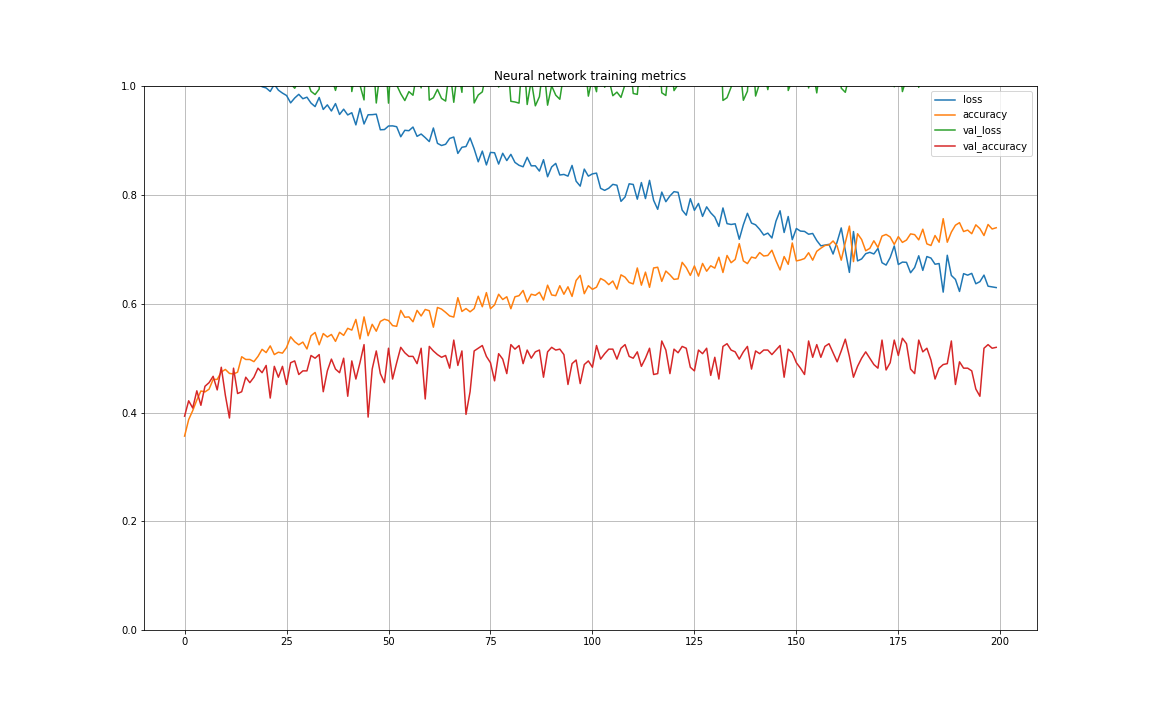 Neural network training metrics
1.0
0.8
0.6
0.4
0.2
0.0
0 25 50 75 100 125 150 175 200
loss
accuracy
val_loss
val_accuracy